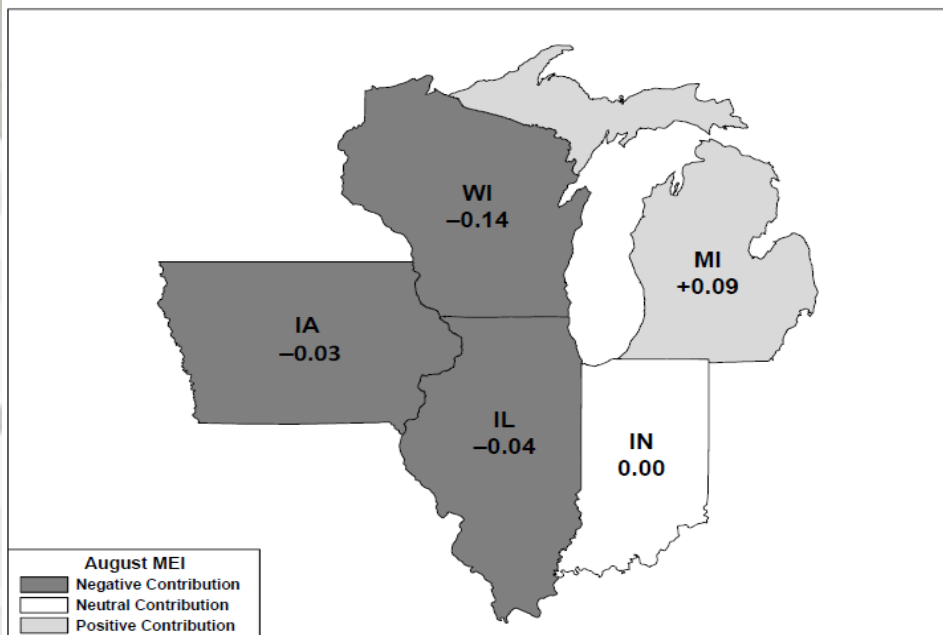 WI
−0.14
MI
+0.09
IA
−0.03
IL
−0.04
IN
0.00
August MEI
Negative Contribution
Neutral Contribution
Positive Contribution